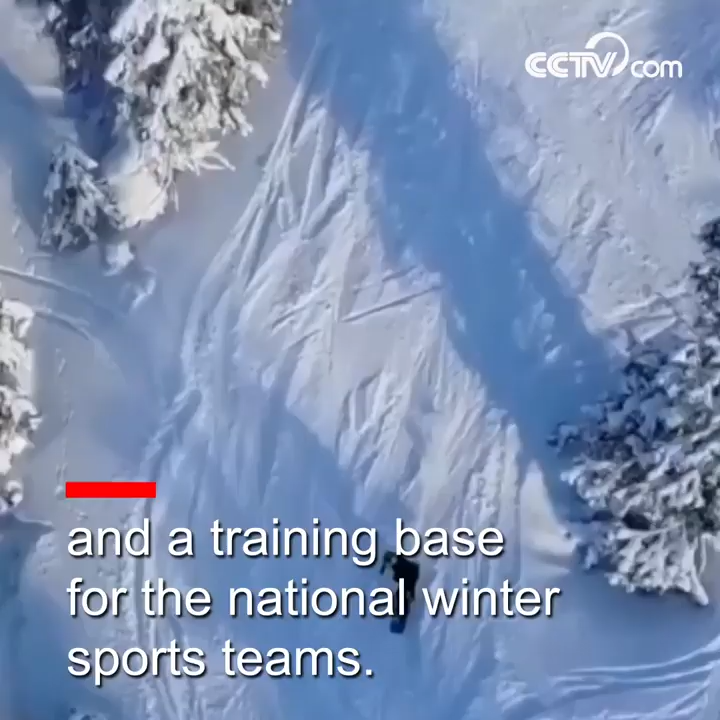 CCTV com
and a training base
for the national winter
sports teams.